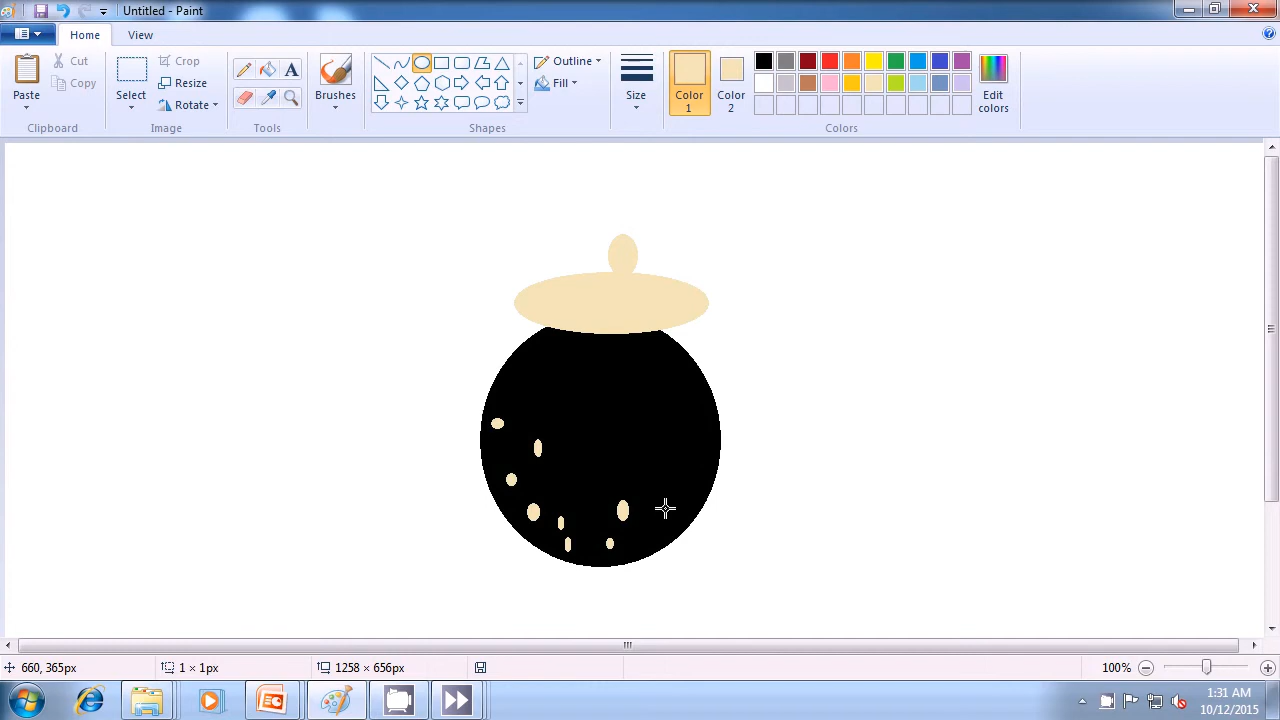 Untitled - Paint
Home View
Paste
Cut
Copy
Clipboard
Select
Crop
Resize
Rotate
Image
A
Tools
Brushes
Outline
Fill
Shapes
Size
Color
1
Color
2
Edit
colors
Colors
660, 365px
1 × 1px
1258 × 656px
100%
1:31 AM
10/12/2015